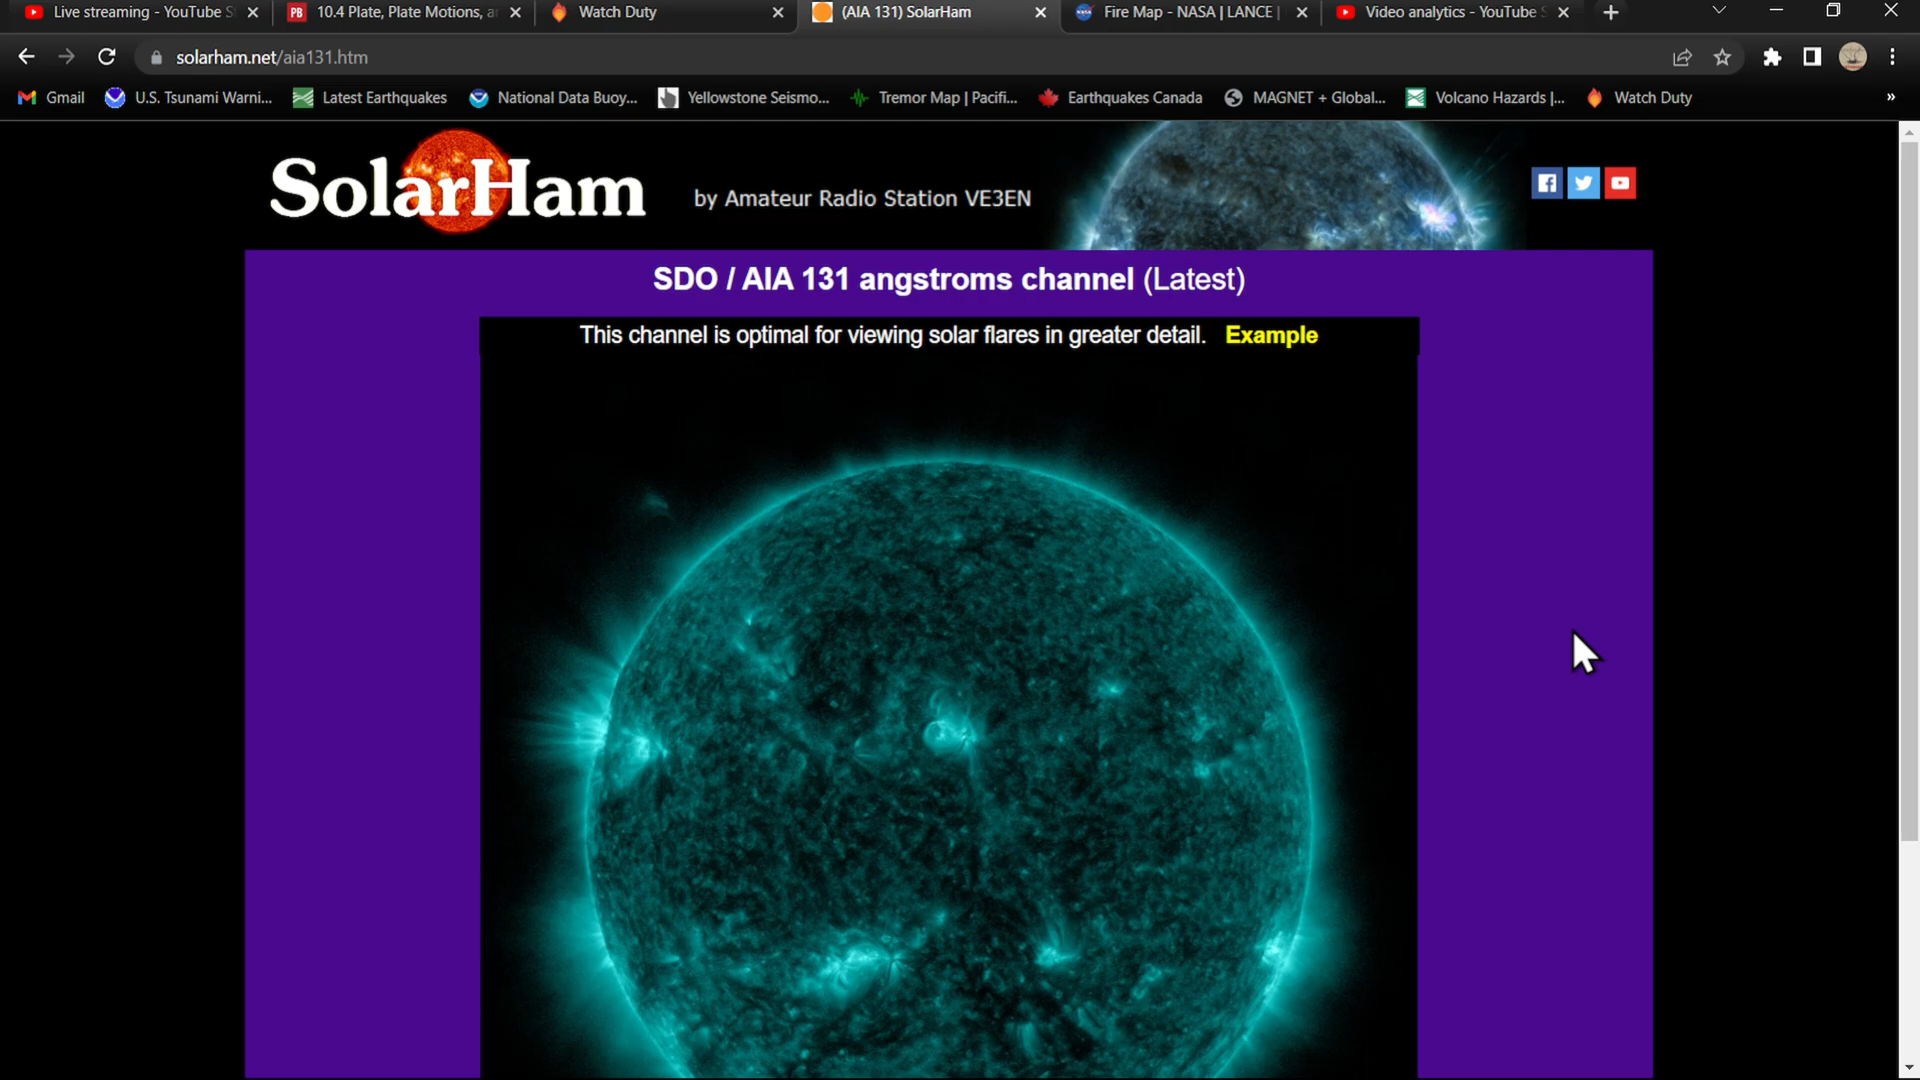 Live streaming - YouTube S
PB 10.4 Plate, Plate Motions, a
Watch Duty
(AIA 131) SolarHam
Fire Map - NASA | LANCE |
Video analytics - YouTube S
solarham.net/aia131.htm
Gmail
U.S. Tsunami Warni...
Latest Earthquakes
National Data Buoy...
Yellowstone Seismo...
Tremor Map | Pacifi...
Earthquakes Canada
MAGNET + Global...
Volcano Hazards |...
Watch Duty
»
SolarHam
by Amateur Radio Station VE3EN
SDO / AIA 131 angstroms channel (Latest)
This channel is optimal for viewing solar flares in greater detail. Example